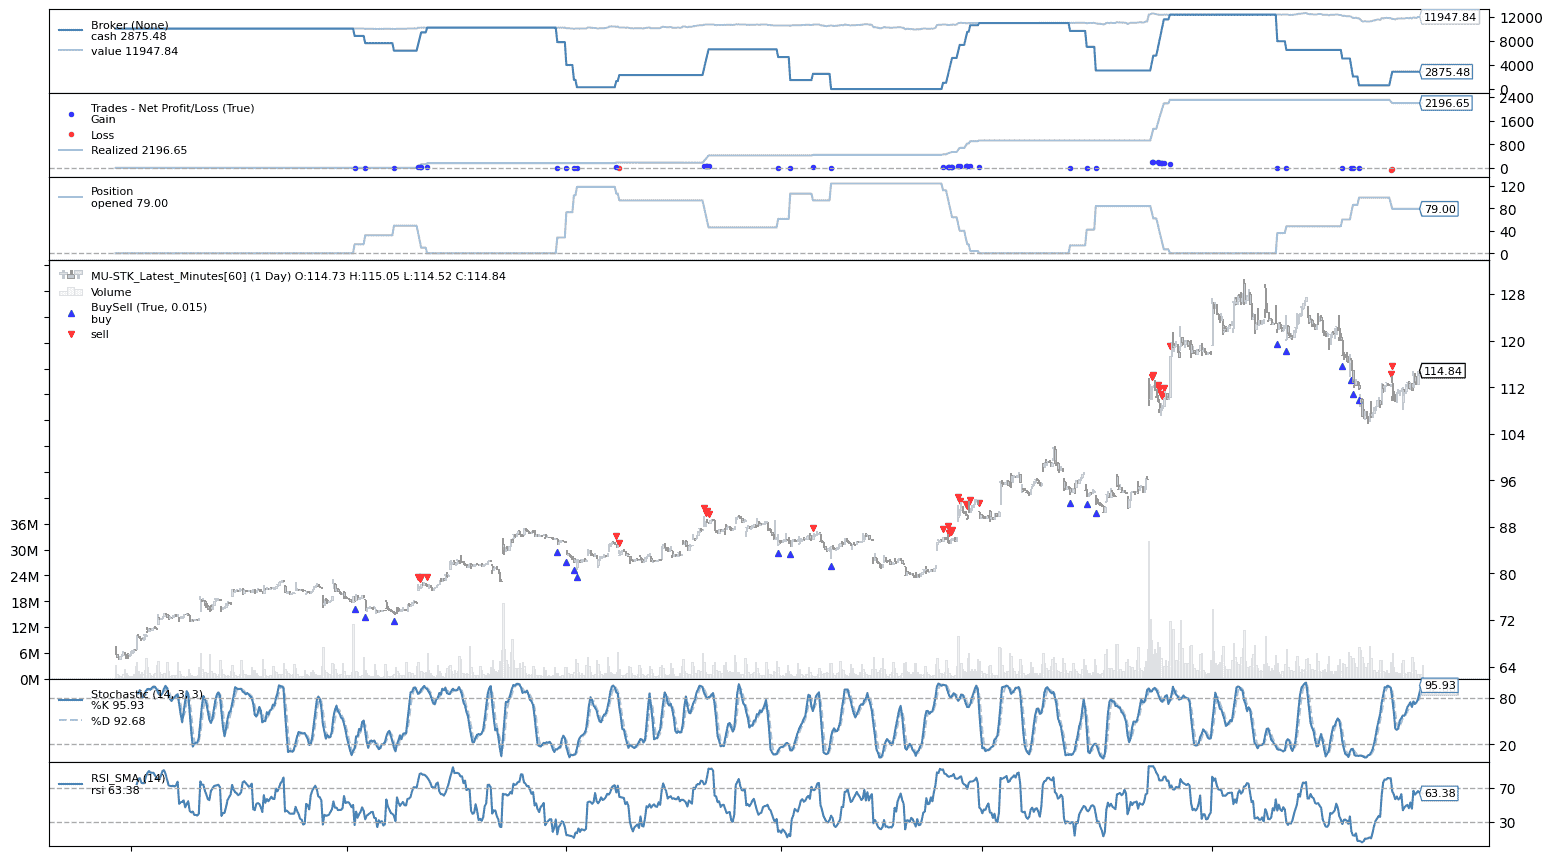 Broker (None)
cash 2875.48
value 11947.84
12000
11947.84
8000
4000
2875.48
0
Trades - Net Profit/Loss (True)
Gain
Loss
Realized 2196.65
2400
2196.65
1600
800
0
Position
opened 79.00
120
80
79.00
40
0
MU-STK_Latest_Minutes[60] (1 Day) O:114.73 H:115.05 L:114.52 C:114.84
Volume
BuySell (True, 0.015)
buy
sell
128
120
114.84
112
104
96
88
80
72
64
36M
30M
24M
18M
12M
6M
0M
Stochastic (14, 3, 3)
%K 95.93
%D 92.68
95.93
80
20
RSI_SMA (14)
rsi 63.38
70
63.38
30